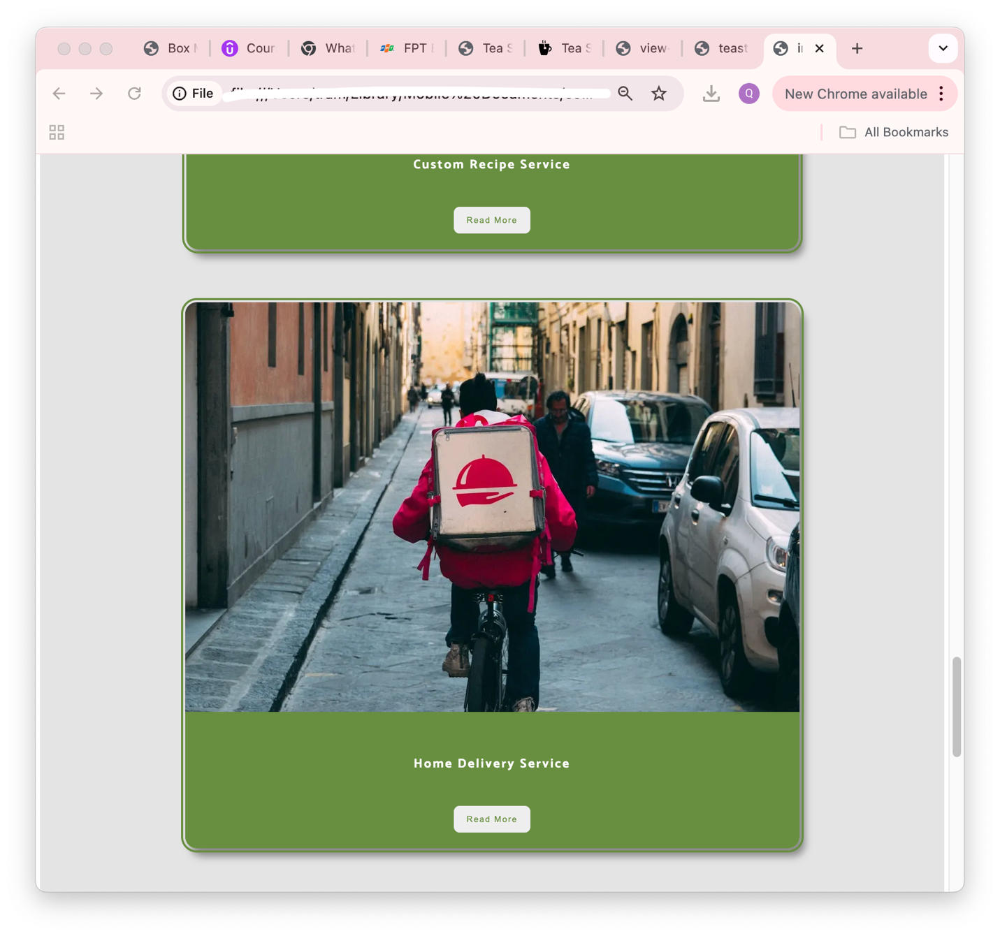 Box
Cour
What
FPT
Tea S
Tea S
view-
teast
File
New Chrome available
Q
All Bookmarks
Custom Recipe Service
Read More
Home Delivery Service
Read More